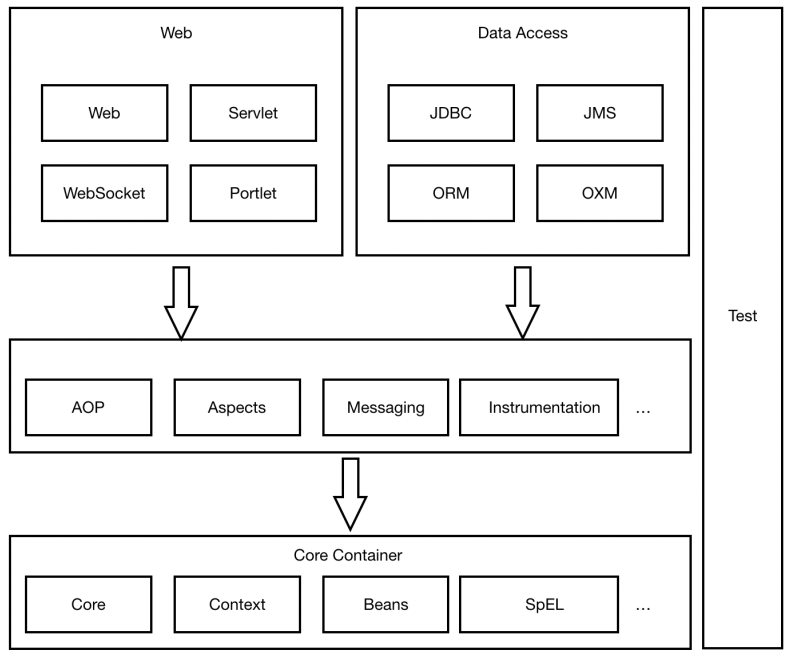 Web
Data Access
Web
Servlet
JDBC
JMS
WebSocket
Portlet
ORM
OXM
Test
AOP
Aspects
Messaging
Instrumentation
...
Core Container
Core
Context
Beans
SpEL
...